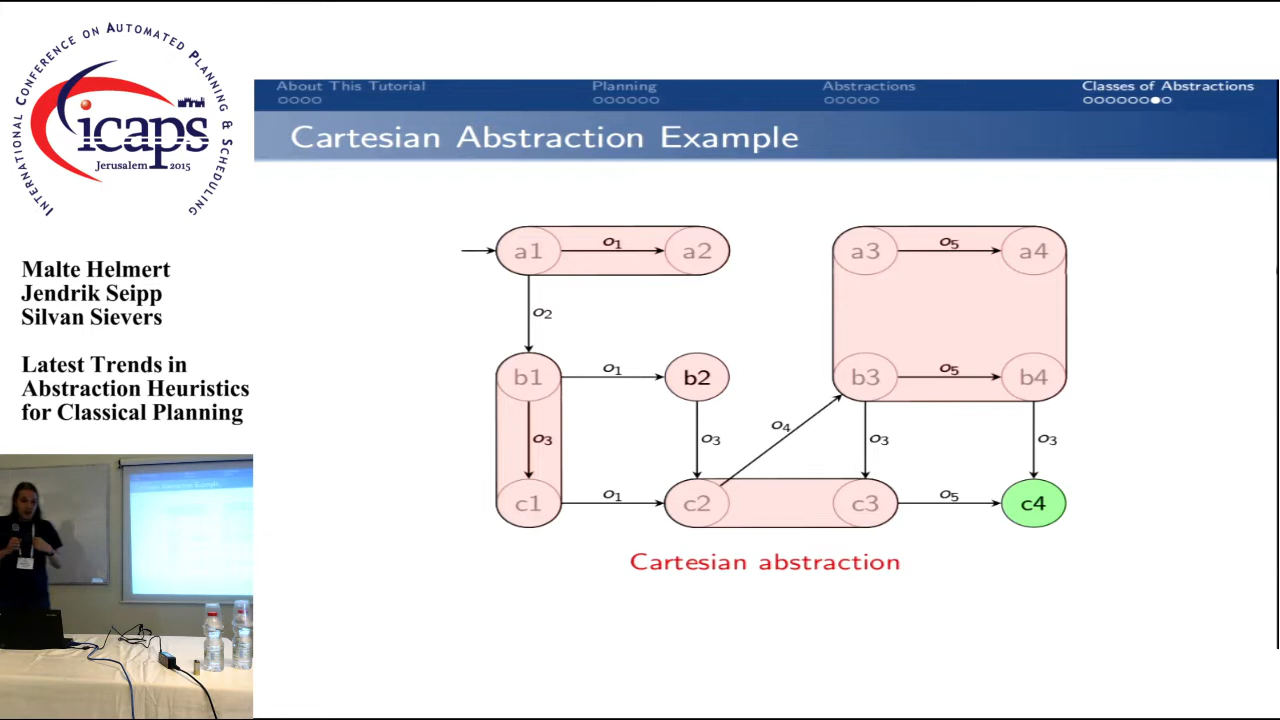 INTERNATIONAL CONFERENCE ON AUTOMATED PLANNING & SCHEDULING
icaps
Jerusalem 2015
Malte Helmert
Jendrik Seipp
Silvan Sievers
Latest Trends in
Abstraction Heuristics
for Classical Planning
About This Tutorial Planning Abstractions Classes of Abstractions
Cartesian Abstraction Example
a1 o1 a2 a3 o5 a4
o2
b1 o1 b2 b3 o5 b4
o3 o3 o4 o3 o3
c1 o1 c2 c3 o5 c4
Cartesian abstraction